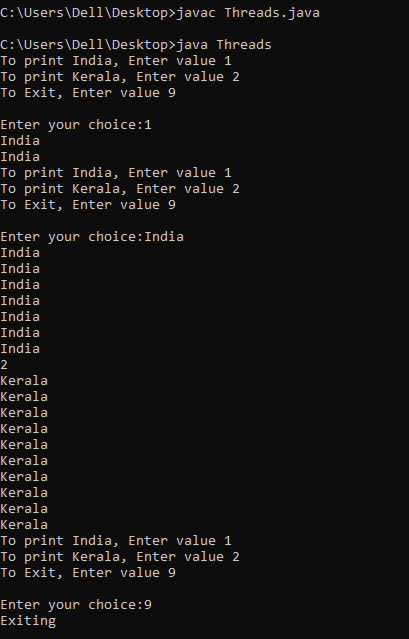 C:\Users\Dell\Desktop>javac Threads.java
C:\Users\Dell\Desktop>java Threads
To print India, Enter value 1
To print Kerala, Enter value 2
To Exit, Enter value 9
Enter your choice:1
India
India
To print India, Enter value 1
To print Kerala, Enter value 2
To Exit, Enter value 9
Enter your choice:India
India
India
India
India
India
India
India
2
Kerala
Kerala
Kerala
Kerala
Kerala
Kerala
Kerala
Kerala
Kerala
Kerala
To print India, Enter value 1
To print Kerala, Enter value 2
To Exit, Enter value 9
Enter your choice:9
Exiting